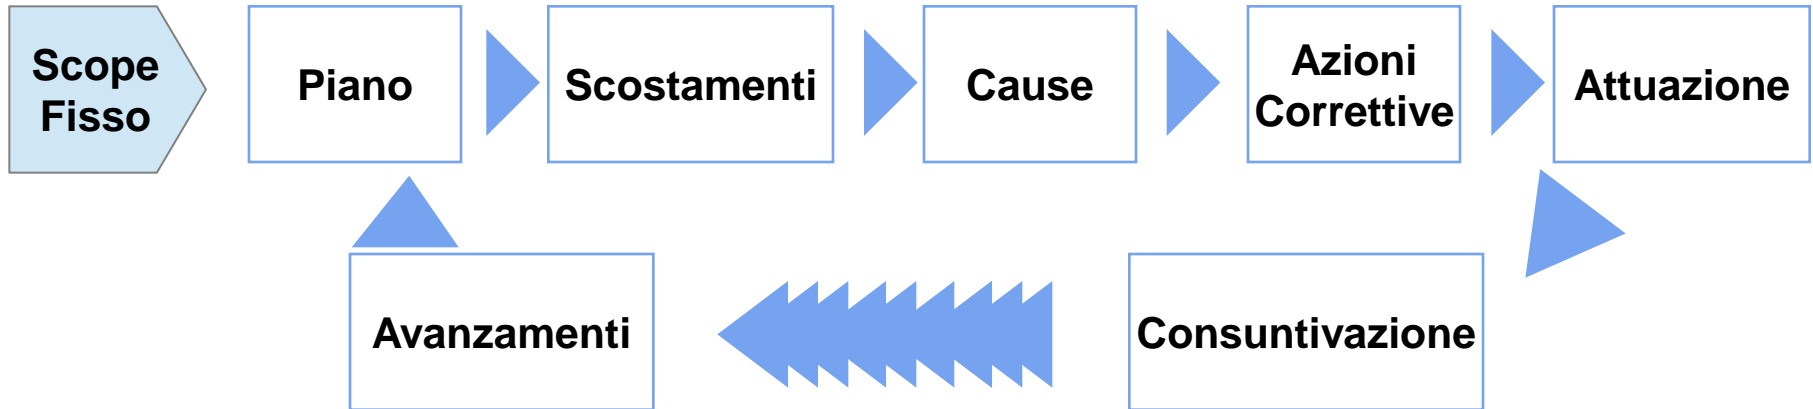 Scope
Fisso
Piano
Scostamenti
Cause
Azioni
Correttive
Attuazione
Avanzamenti
Consuntivazione